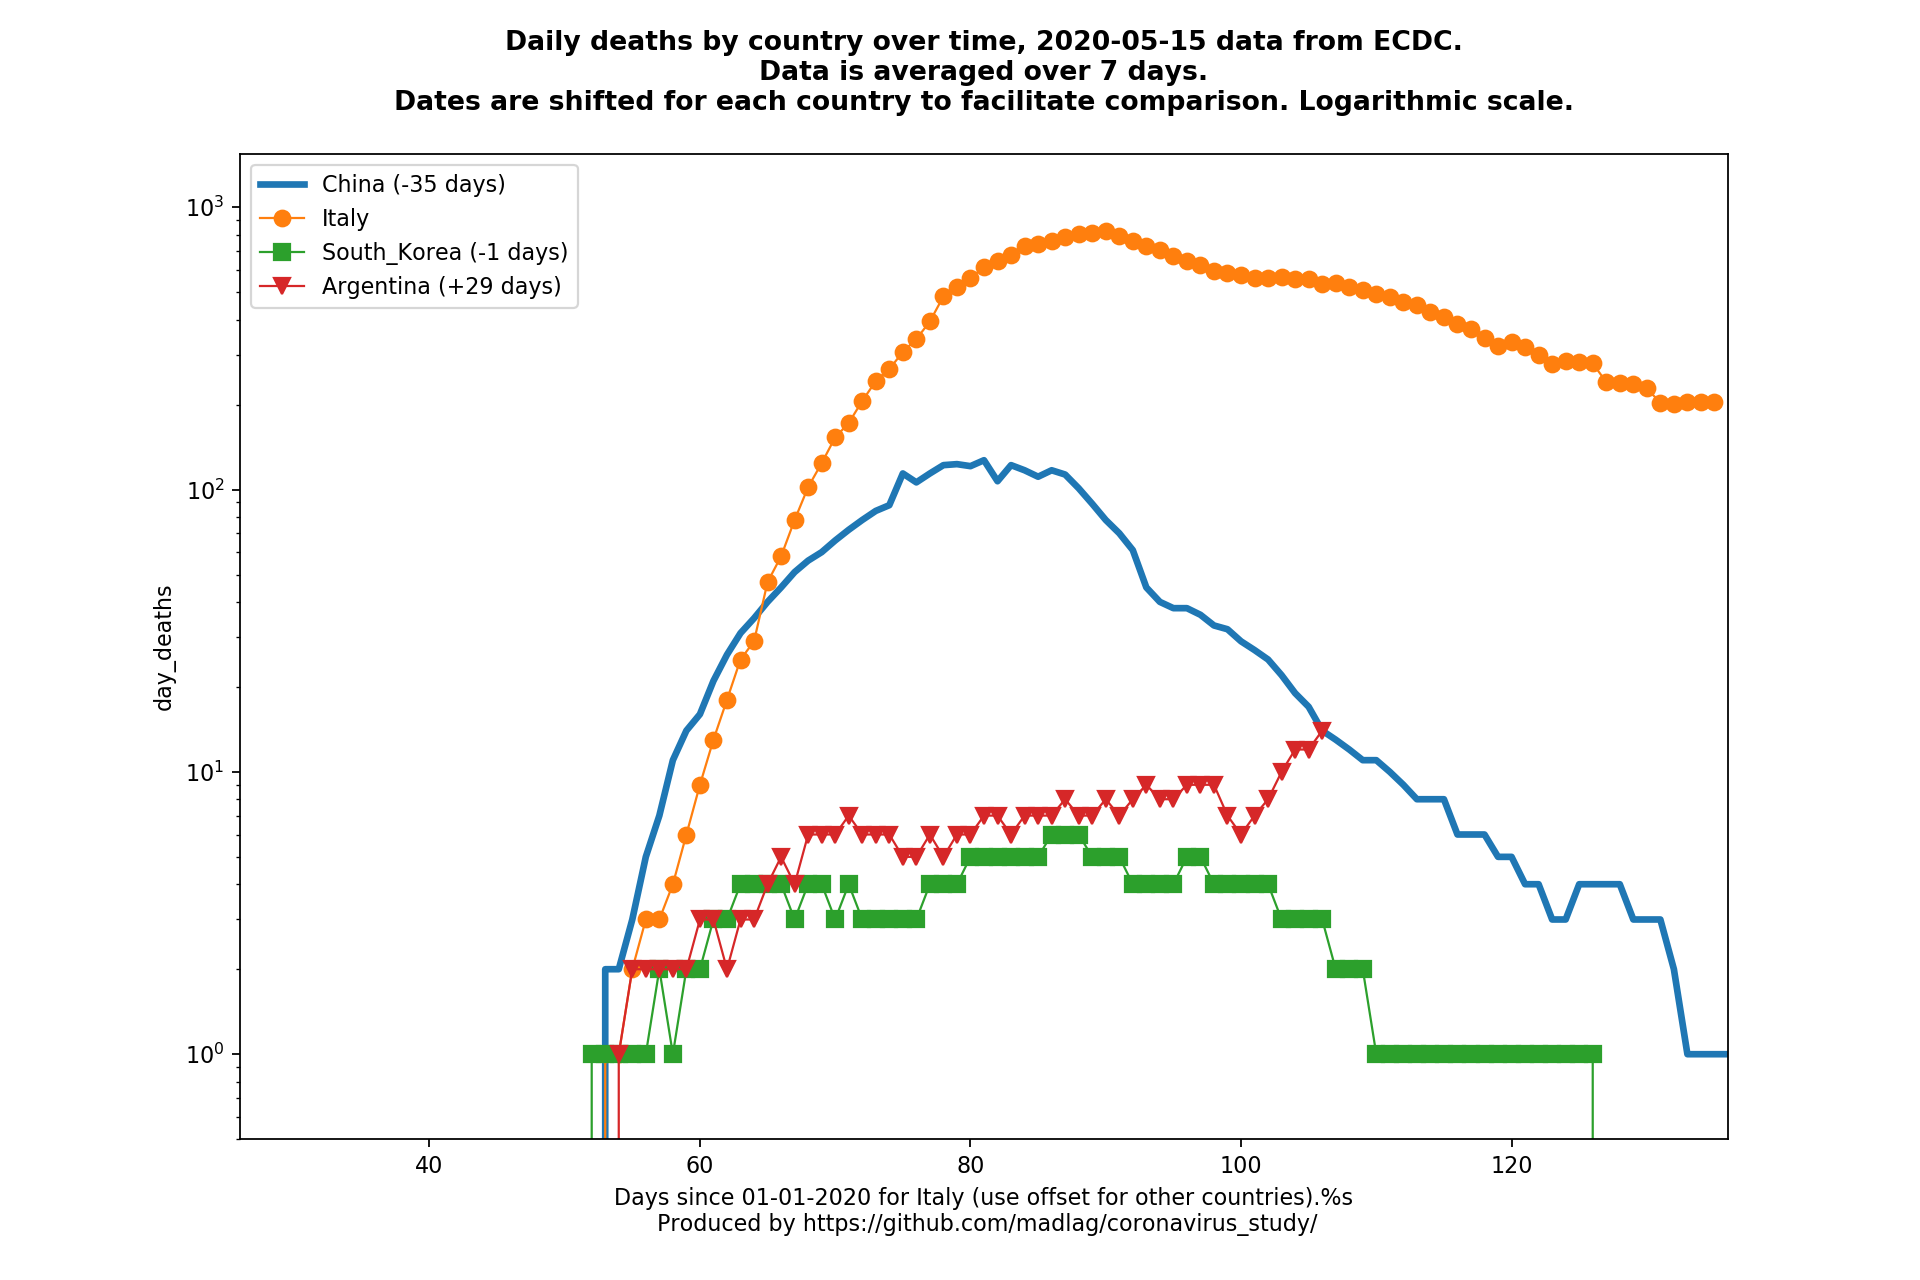 Daily deaths by country over time, 2020-05-15 data from ECDC.
Data is averaged over 7 days.
Dates are shifted for each country to facilitate comparison. Logarithmic scale.
China (-35 days)
Italy
South_Korea (-1 days)
Argentina (+29 days)
10³
10²
10¹
10⁰
day_deaths
40 60 80 100 120
Days since 01-01-2020 for Italy (use offset for other countries).%s
Produced by https://github.com/madlag/coronavirus_study/